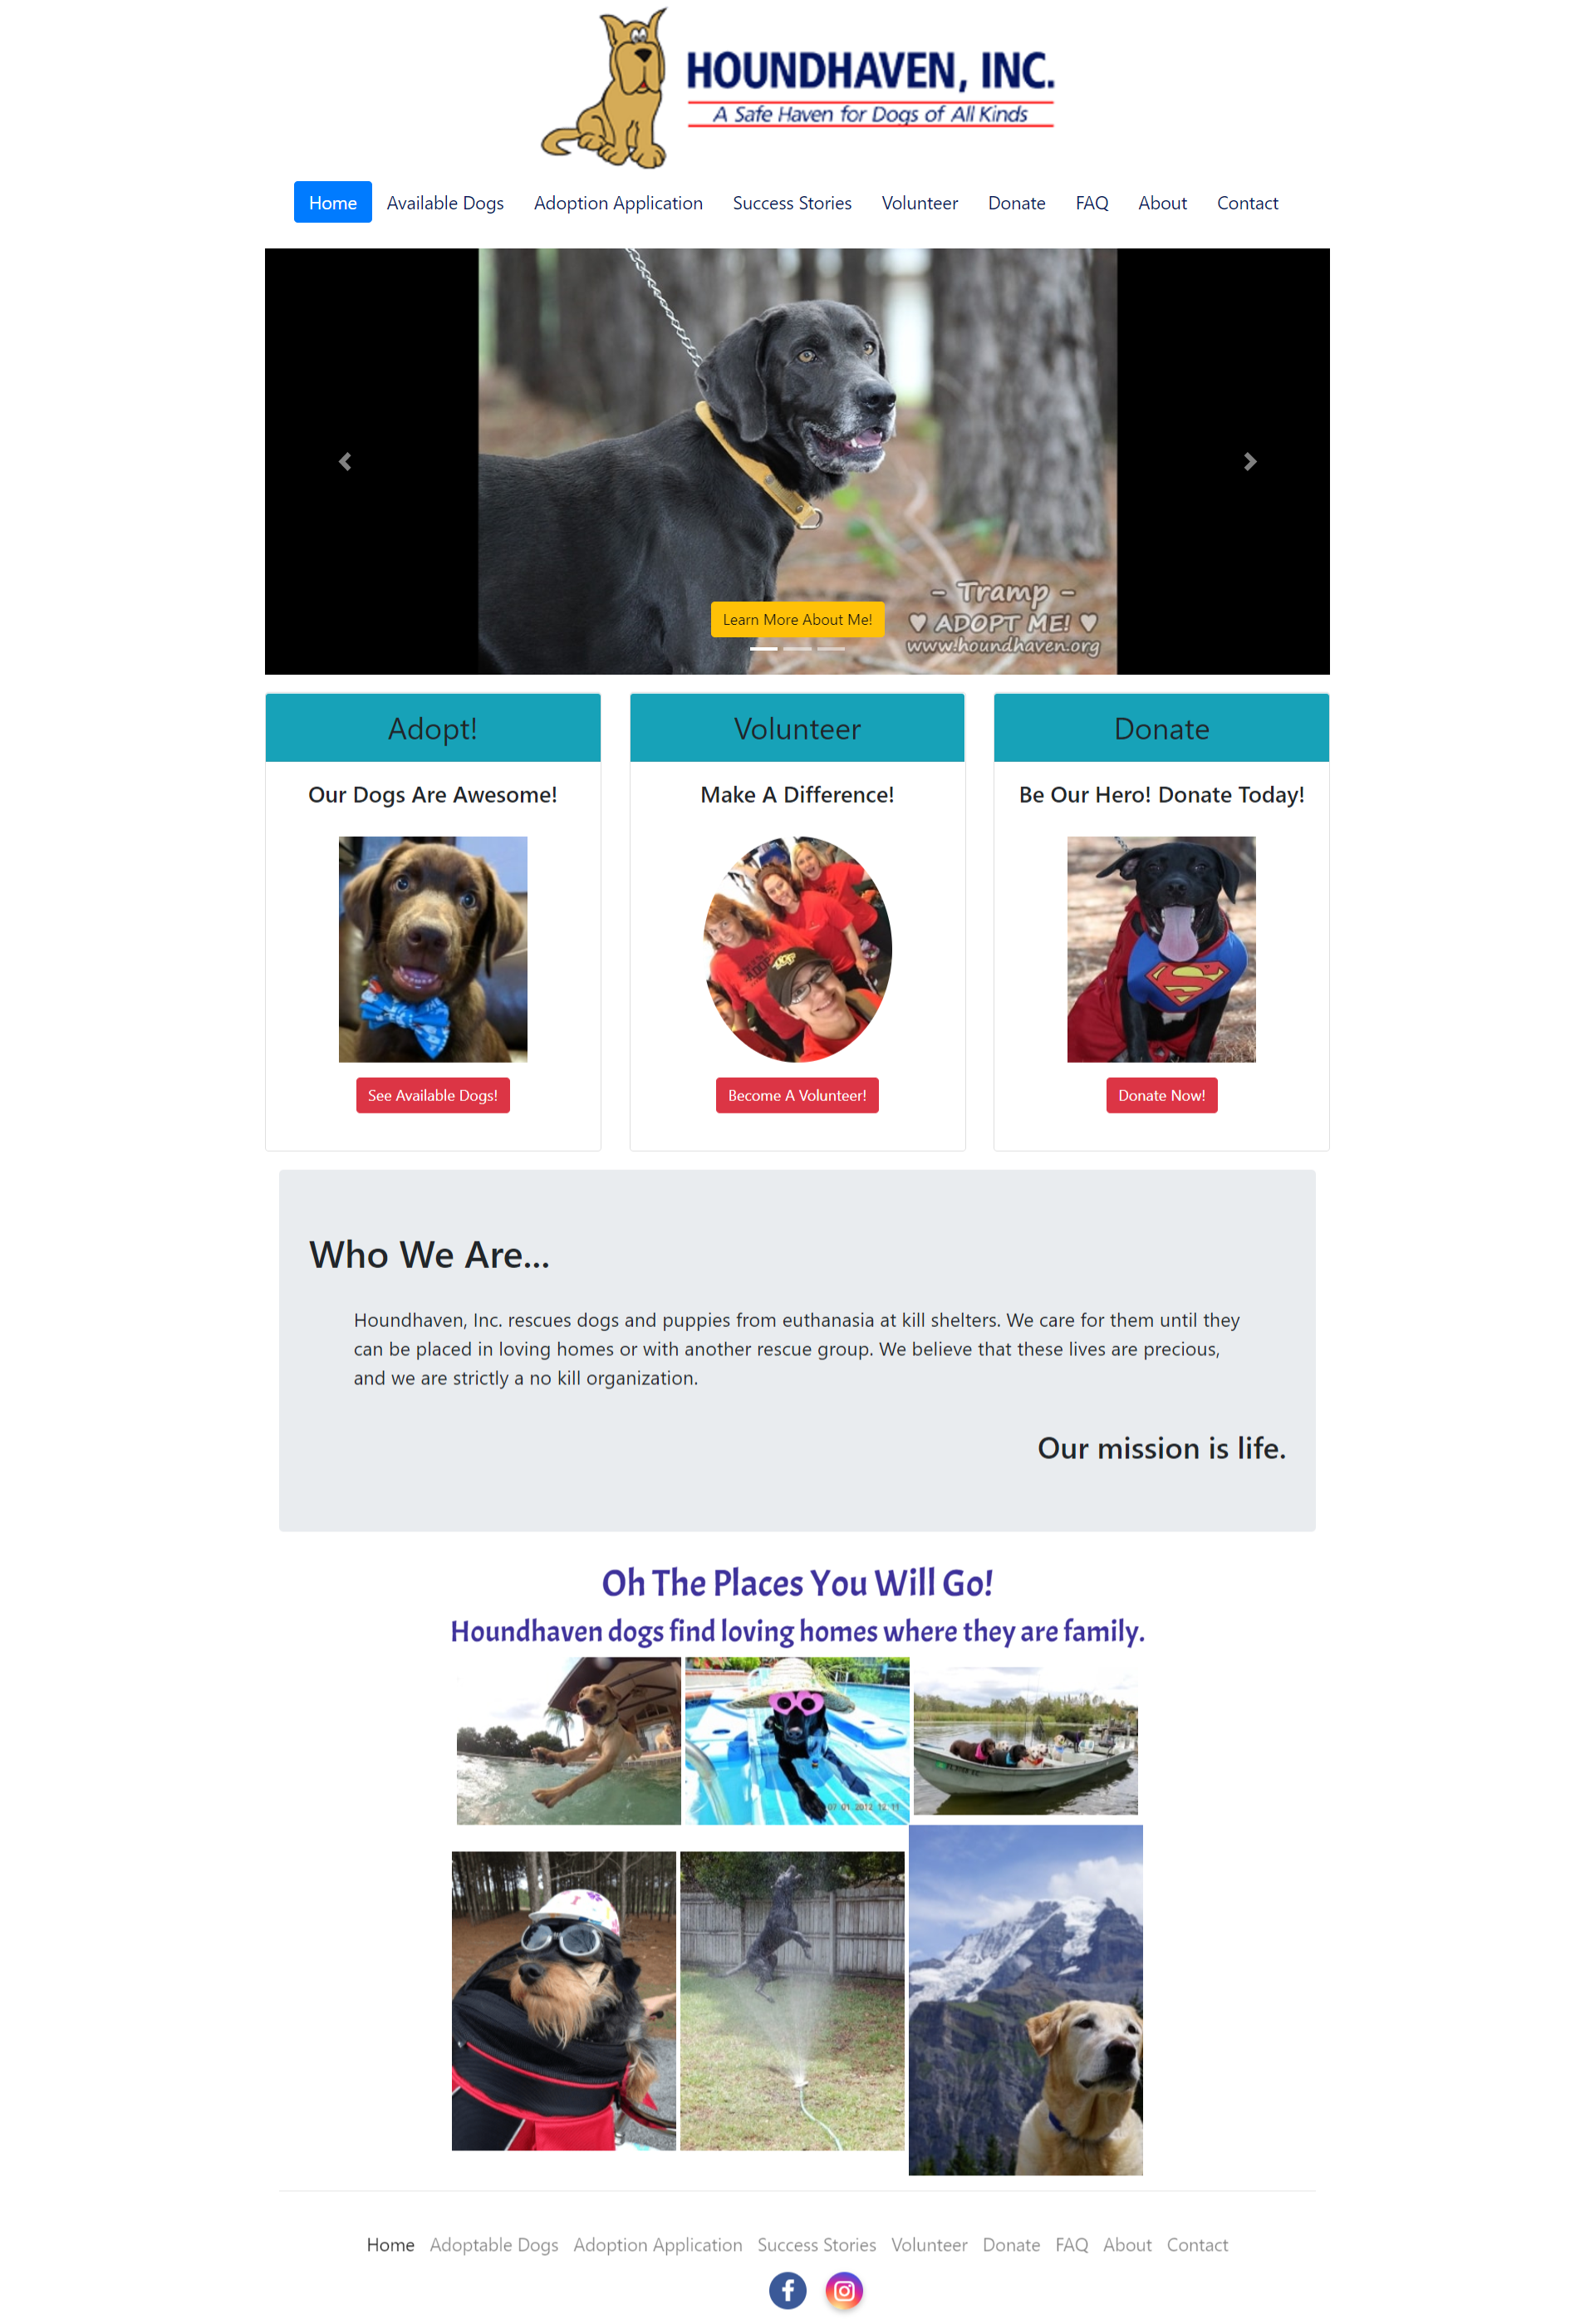 HOUNDHAVEN, INC.
A Safe Haven for Dogs of All Kinds
Home Available Dogs Adoption Application Success Stories Volunteer Donate FAQ About Contact
- Tramp -
Learn More About Me!
♥ ADOPT ME! ♥
www.houndhaven.org
Adopt!
Our Dogs Are Awesome!
See Available Dogs!
Volunteer
Make A Difference!
Become A Volunteer!
Donate
Be Our Hero! Donate Today!
Donate Now!
Who We Are...
Houndhaven, Inc. rescues dogs and puppies from euthanasia at kill shelters. We care for them until they
can be placed in loving homes or with another rescue group. We believe that these lives are precious,
and we are strictly a no kill organization.
Our mission is life.
Oh The Places You Will Go!
Houndhaven dogs find loving homes where they are family.
07 01 2012 12:11
Home Adoptable Dogs Adoption Application Success Stories Volunteer Donate FAQ About Contact